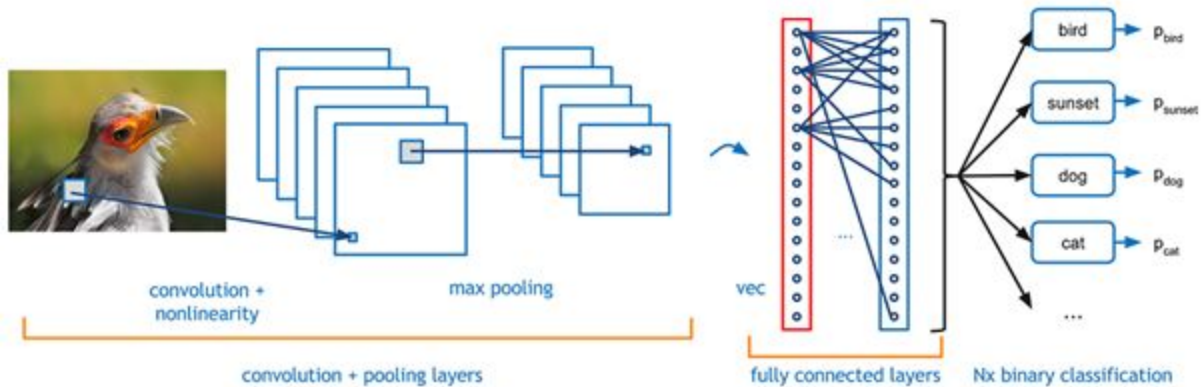 convolution +
nonlinearity
max pooling
vec
...
bird
p_bird
sunset
p_sunset
dog
p_dog
cat
p_cat
...
convolution + pooling layers
fully connected layers
Nx binary classification